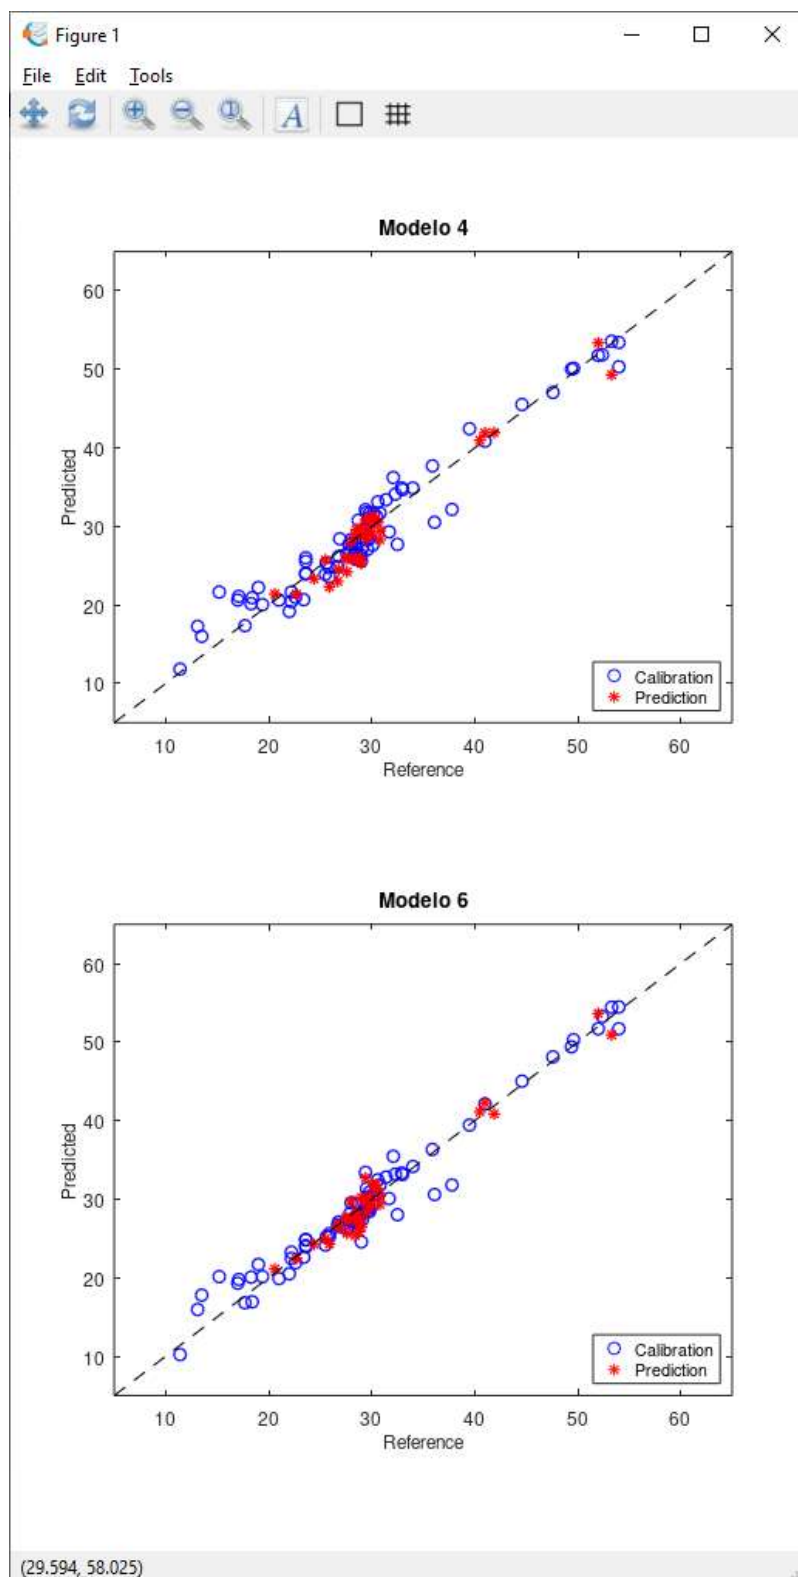 Figure 1
File Edit Tools
A
Modelo 4
60
50
40
30
20
10
Predicted
Calibration
Prediction
10 20 30 40 50 60
Reference
Modelo 6
60
50
40
30
20
10
Predicted
Calibration
Prediction
10 20 30 40 50 60
Reference
(29.594, 58.025)